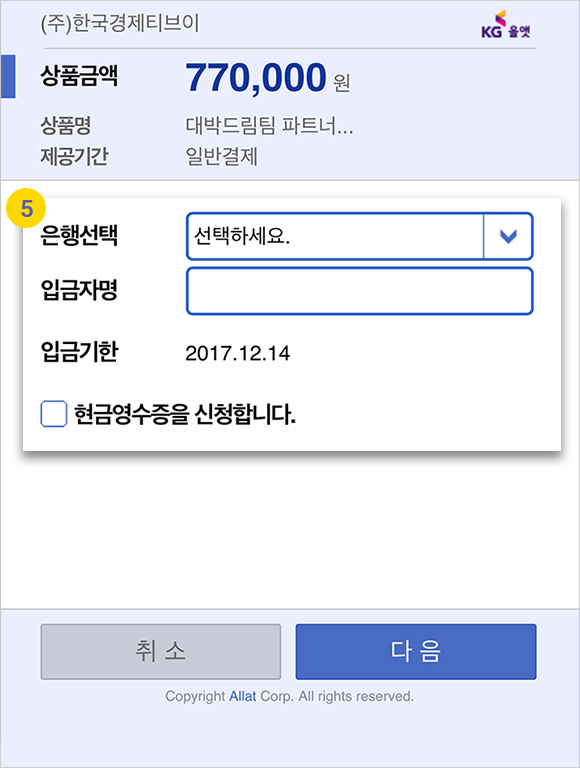 (주)한국경제티브이
KG 올앳
상품금액 770,000 원
상품명 대박드림팀 파트너...
제공기간 일반결제
5
은행선택 선택하세요.
입금자명
입금기한 2017.12.14
현금영수증을 신청합니다.
취 소 다 음
Copyright Allat Corp. All rights reserved.